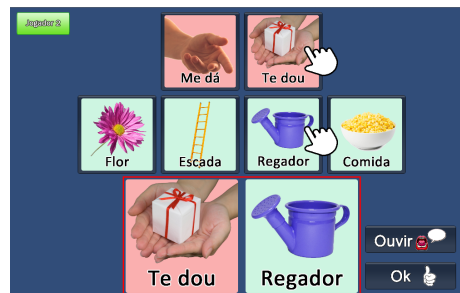 Jogador 2
Me dá
Te dou
Flor
Escada
Regador
Comida
Te dou
Regador
Ouvir
Ok